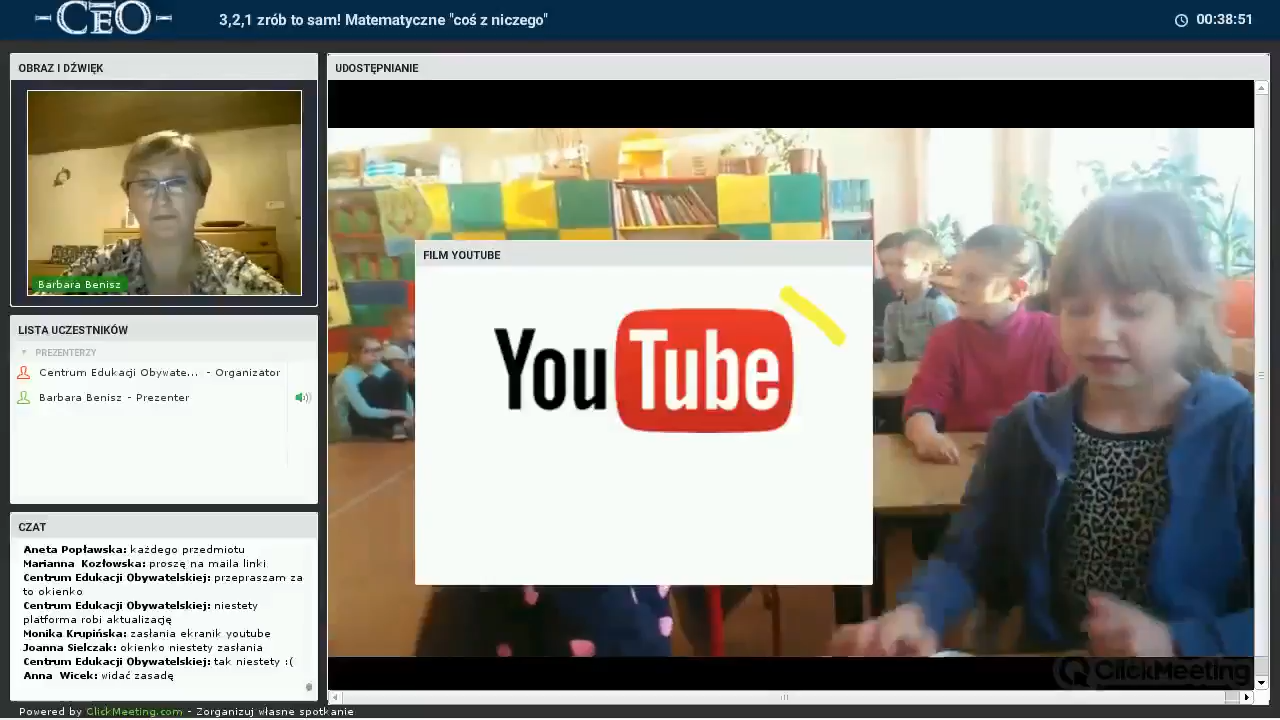 CEO
3,2,1 zrób to sam! Matematyczne "coś z niczego"
00:38:51
OBRAZ I DŹWIĘK
Barbara Benisz
LISTA UCZESTNIKÓW
PREZENTERZY
Centrum Edukacji Obywate... - Organizator
Barbara Benisz - Prezenter
CZAT
Aneta Popławska: każdego przedmiotu
Marianna Kozłowska: proszę na maila linki
Centrum Edukacji Obywatelskiej: przepraszam za
to okienko
Centrum Edukacji Obywatelskiej: niestety
platforma robi aktualizację
Monika Krupińska: zasłania ekranik youtube
Joanna Sielczak: okienko niestety zasłania
Centrum Edukacji Obywatelskiej: tak niestety :(
Anna Wicek: widać zasadę
UDOSTĘPNIANIE
FILM YOUTUBE
YouTube
ClickMeeting
Powered by ClickMeeting.com - Zorganizuj własne spotkanie